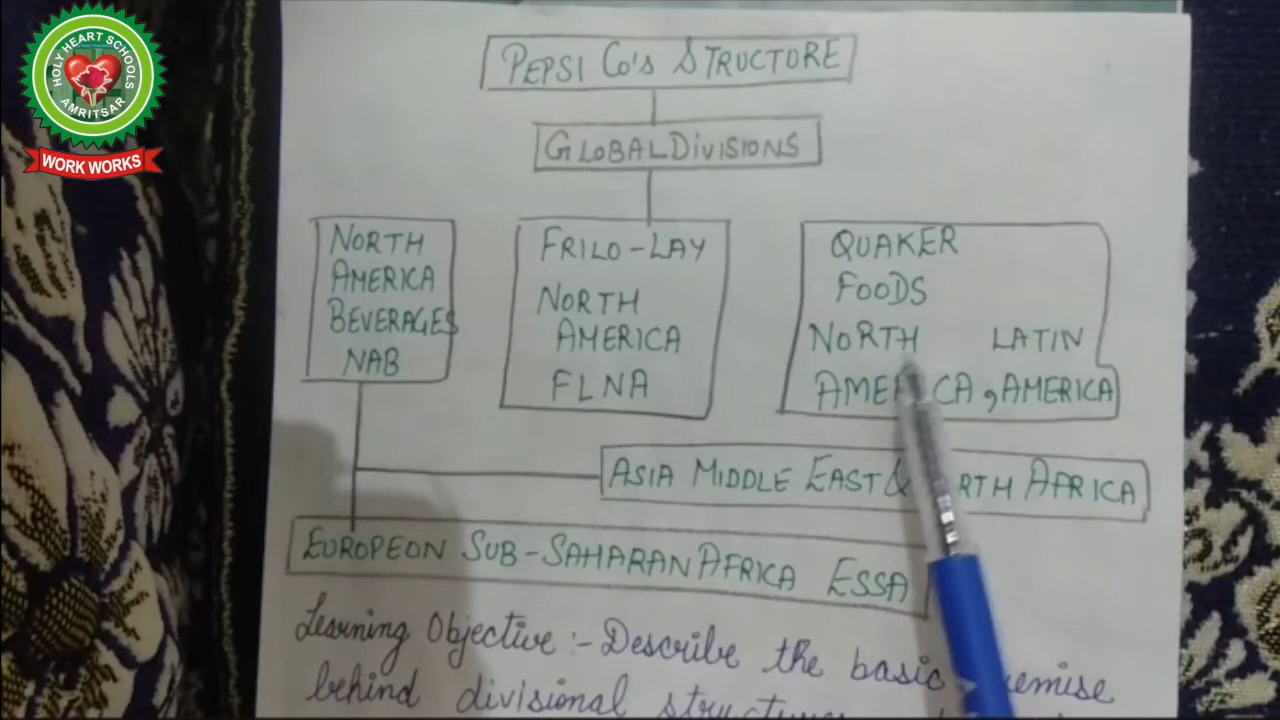 HOLY HEART SCHOOLS
AMRITSAR
WORK WORKS
PEPSI CO'S STRUCTURE
GLOBAL DIVISIONS
NORTH
AMERICA
BEVERAGES
NAB
FRILO-LAY
NORTH
AMERICA
FLNA
QUAKER
FOODS
NORTH LATIN
AMERICA, AMERICA
ASIA MIDDLE EAST & AFRICA
EUROPEON SUB-SAHARAN AFRICA ESSA
Learning Objective :- Describe the basic
behind divisional